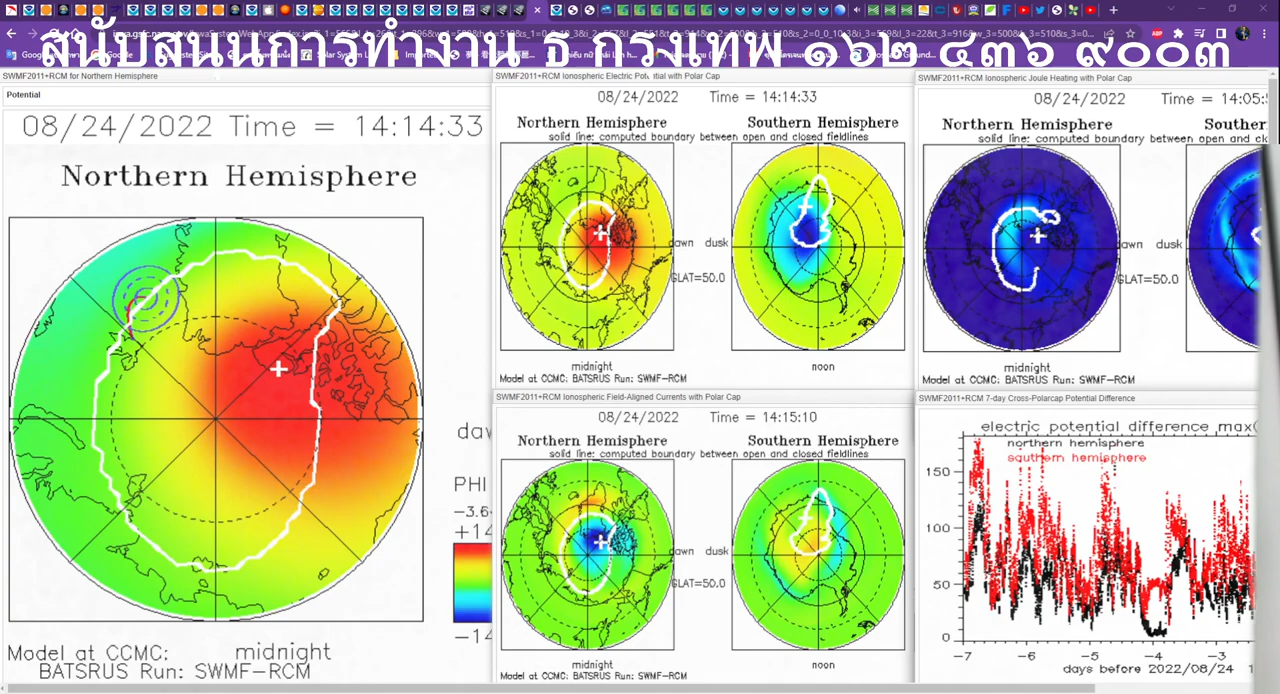 สนับสนุนการทำงาน ธ.กรุงเทพ ๑๖๒ ๔๓๖ ๙๐๐๓
SWMF2011+RCM for Northern Hemisphere
Potential
08/24/2022 Time = 14:14:33
Northern Hemisphere
PHI
Model at CCMC:
midnight
BATSRUS Run: SWMF-RCM
SWMF2011+RCM Ionospheric Electric Potential with Polar Cap
08/24/2022 Time = 14:14:33
Northern Hemisphere Southern Hemisphere
solid line: computed boundary between open and closed fieldlines
dawn dusk
GLAT=50.0
midnight noon
Model at CCMC: BATSRUS Run: SWMF-RCM
SWMF2011+RCM Ionospheric Joule Heating with Polar Cap
08/24/2022 Time = 14:05:
Northern Hemisphere Souther
solid line: computed boundary between open and
dawn dusk
GLAT=50.0
midnight
Model at CCMC: BATSRUS Run: SWMF-RCM
SWMF2011+RCM Ionospheric Field-Aligned Currents with Polar Cap
08/24/2022 Time = 14:15:10
Northern Hemisphere Southern Hemisphere
solid line: computed boundary between open and closed fieldlines
dawn dusk
GLAT=50.0
midnight noon
Model at CCMC: BATSRUS Run: SWMF-RCM
SWMF2011+RCM 7-day Cross-Polarcap Potential Difference
electric potential difference max(
northern hemisphere
southern hemisphere
150
100
50
0
-7 -6 -5 -4 -3
days before 2022/08/24